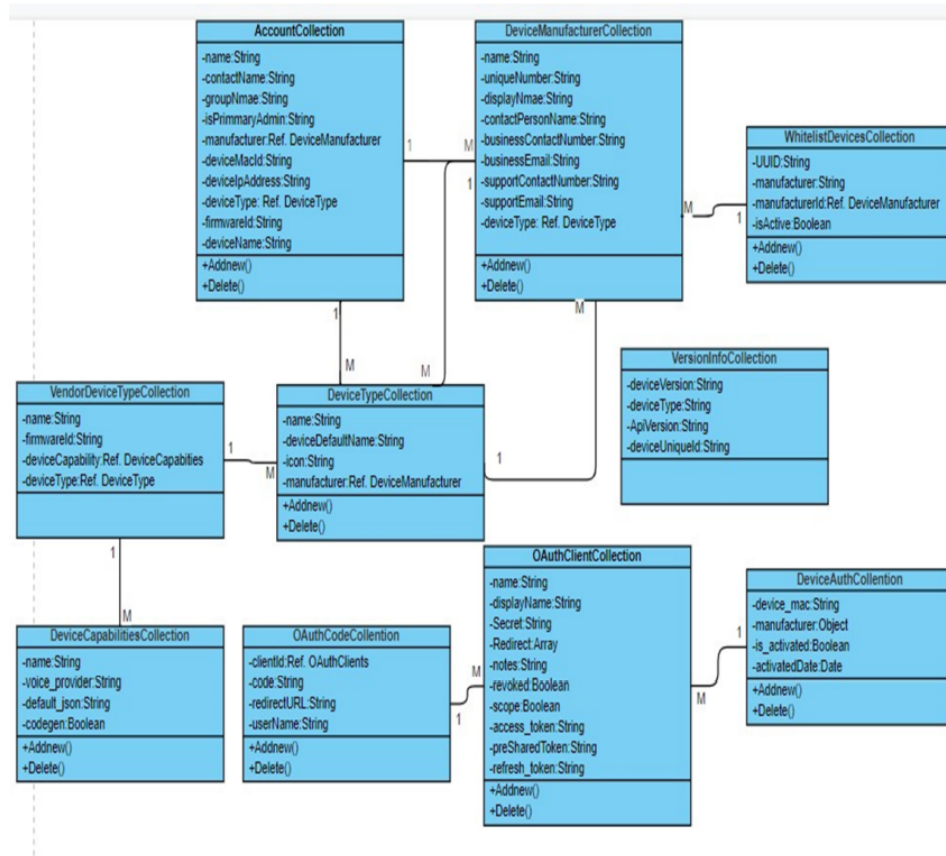 AccountCollection
-name:String
-contactName:String
-groupNmae:String
-isPrimmaryAdmin:String
-manufacturer:Ref. DeviceManufacturer
-deviceMacId:String
-deviceIpAddress:String
-deviceType: Ref. DeviceType
-firmwareId:String
-deviceName:String
+Addnew()
+Delete()
DeviceManufacturerCollection
-name:String
-uniqueNumber:String
-displayNmae:String
-contactPersonName:String
-businessContactNumber:String
-businessEmail:String
-supportContactNumber:String
-supportEmail:String
-deviceType: Ref. DeviceType
+Addnew()
+Delete()
WhitelistDevicesCollection
-UUID:String
-manufacturer:String
-manufacturerId:Ref. DeviceManufacturer
-isActive:Boolean
+Addnew()
+Delete()
1
M
1
M
1
1
M
M
M
VendorDeviceTypeCollection
-name:String
-firmwareId:String
-deviceCapability:Ref. DeviceCapabities
-deviceType:Ref. DeviceType
DeviceTypeCollection
-name:String
-deviceDefaultName:String
-icon:String
-manufacturer:Ref. DeviceManufacturer
+Addnew()
+Delete()
VersionInfoCollection
-deviceVersion:String
-deviceType:String
-ApiVersion:String
-deviceUniqueId:String
1
M
1
1
M
DeviceCapabilitiesCollection
-name:String
-voice_provider:String
-default_json:String
-codegen:Boolean
+Addnew()
+Delete()
OAuthCodeCollention
-clientId:Ref. OAuthClients
-code:String
-redirectURL:String
-userName:String
+Addnew()
+Delete()
OAuthClientCollection
-name:String
-displayName:String
-Secret:String
-Redirect:Array
-notes:String
-revoked:Boolean
-scope:Boolean
-access_token:String
-preSharedToken:String
-refresh_token:String
+Addnew()
+Delete()
DeviceAuthCollention
-device_mac:String
-manufacturer:Object
-is_activated:Boolean
-activatedDate:Date
+Addnew()
+Delete()
M
1
1
M